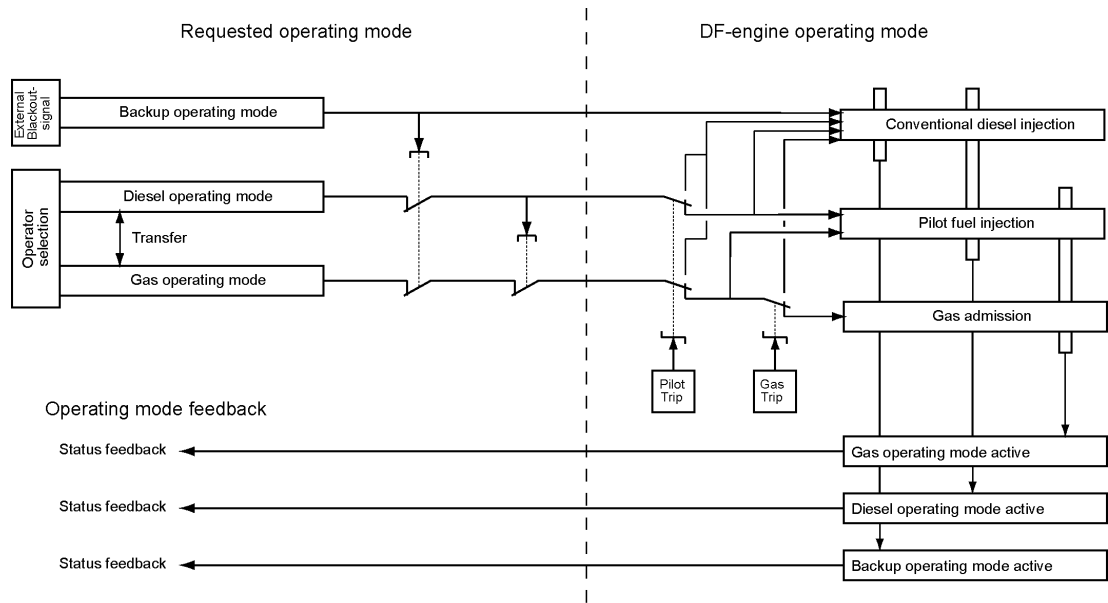 Requested operating mode
DF-engine operating mode
External
Blackout-
signal
Backup operating mode
Conventional diesel injection
Operator
selection
Diesel operating mode
Transfer
Gas operating mode
Pilot fuel injection
Gas admission
Pilot
Trip
Gas
Trip
Operating mode feedback
Status feedback
Gas operating mode active
Status feedback
Diesel operating mode active
Status feedback
Backup operating mode active